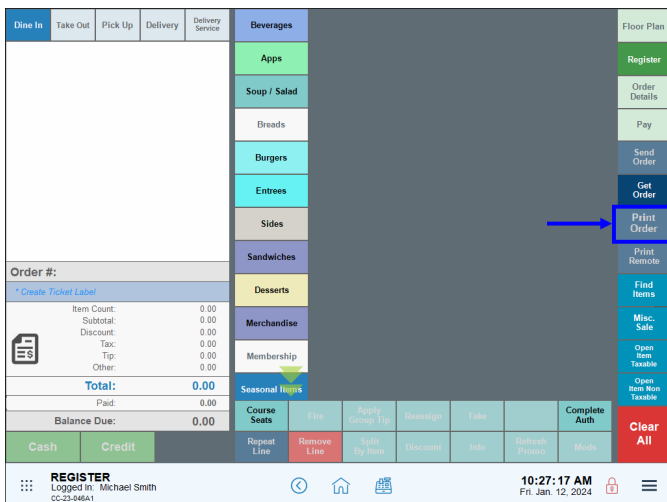 Dine In
Take Out
Pick Up
Delivery
Delivery
Service
Beverages
Floor Plan
Apps
Register
Soup / Salad
Order
Details
Breads
Pay
Burgers
Send
Order
Entrees
Get
Order
Sides
Print
Order
Sandwiches
Print
Remote
Order #:
* Create Ticket Label
Desserts
Find
Items
Item Count: 0.00
Subtotal: 0.00
Discount: 0.00
Tax: 0.00
Tip: 0.00
Other: 0.00
Merchandise
Misc.
Sale
Membership
Open
Item
Taxable
Total: 0.00
Seasonal Items
Open
Item Non
Taxable
Paid: 0.00
Balance Due: 0.00
Course
Seats
Fire
Apply
Group Tip
Reassign
Take
Complete
Auth
Clear
All
Cash
Credit
Repeat
Line
Remove
Line
Split
By Item
Discount
Info
Refresh
Promo
Mods
REGISTER
Logged In: Michael Smith
CC-23-046A1
10:27:17 AM
Fri. Jan. 12, 2024